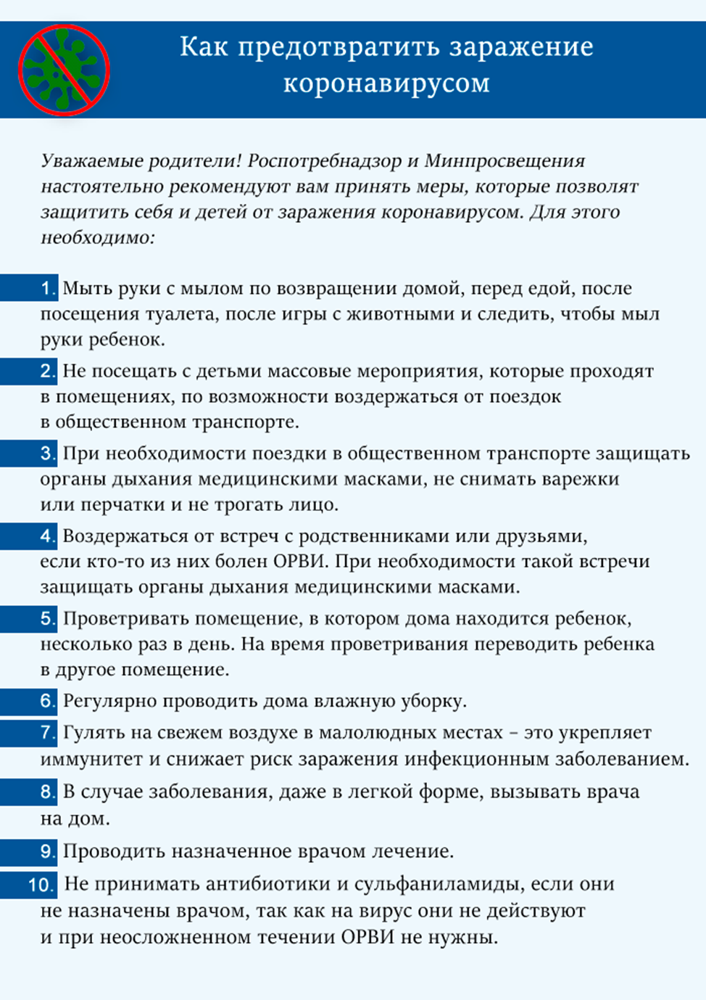 Как предотвратить заражение
коронавирусом
Уважаемые родители! Роспотребнадзор и Минпросвещения
настоятельно рекомендуют вам принять меры, которые позволят
защитить себя и детей от заражения коронавирусом. Для этого
необходимо:
1. Мыть руки с мылом по возвращении домой, перед едой, после
посещения туалета, после игры с животными и следить, чтобы мыл
руки ребенок.
2. Не посещать с детьми массовые мероприятия, которые проходят
в помещениях, по возможности воздержаться от поездок
в общественном транспорте.
3. При необходимости поездки в общественном транспорте защищать
органы дыхания медицинскими масками, не снимать варежки
или перчатки и не трогать лицо.
4. Воздержаться от встреч с родственниками или друзьями,
если кто-то из них болен ОРВИ. При необходимости такой встречи
защищать органы дыхания медицинскими масками.
5. Проветривать помещение, в котором дома находится ребенок,
несколько раз в день. На время проветривания переводить ребенка
в другое помещение.
6. Регулярно проводить дома влажную уборку.
7. Гулять на свежем воздухе в малолюдных местах – это укрепляет
иммунитет и снижает риск заражения инфекционным заболеванием.
8. В случае заболевания, даже в легкой форме, вызывать врача
на дом.
9. Проводить назначенное врачом лечение.
10. Не принимать антибиотики и сульфаниламиды, если они
не назначены врачом, так как на вирус они не действуют
и при неосложненном течении ОРВИ не нужны.